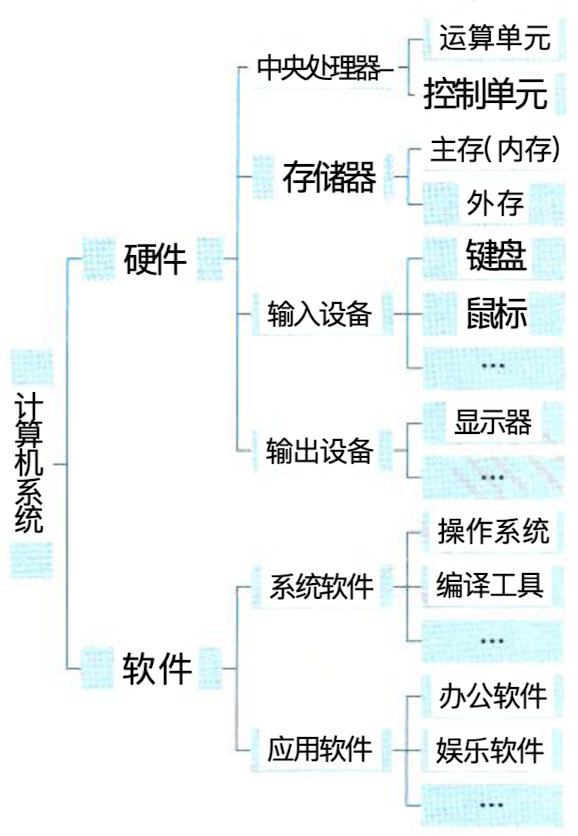 计算机系统
硬件
中央处理器
运算单元
控制单元
存储器
主存(内存)
外存
输入设备
键盘
鼠标
...
输出设备
显示器
...
软件
系统软件
操作系统
编译工具
...
应用软件
办公软件
娱乐软件
...